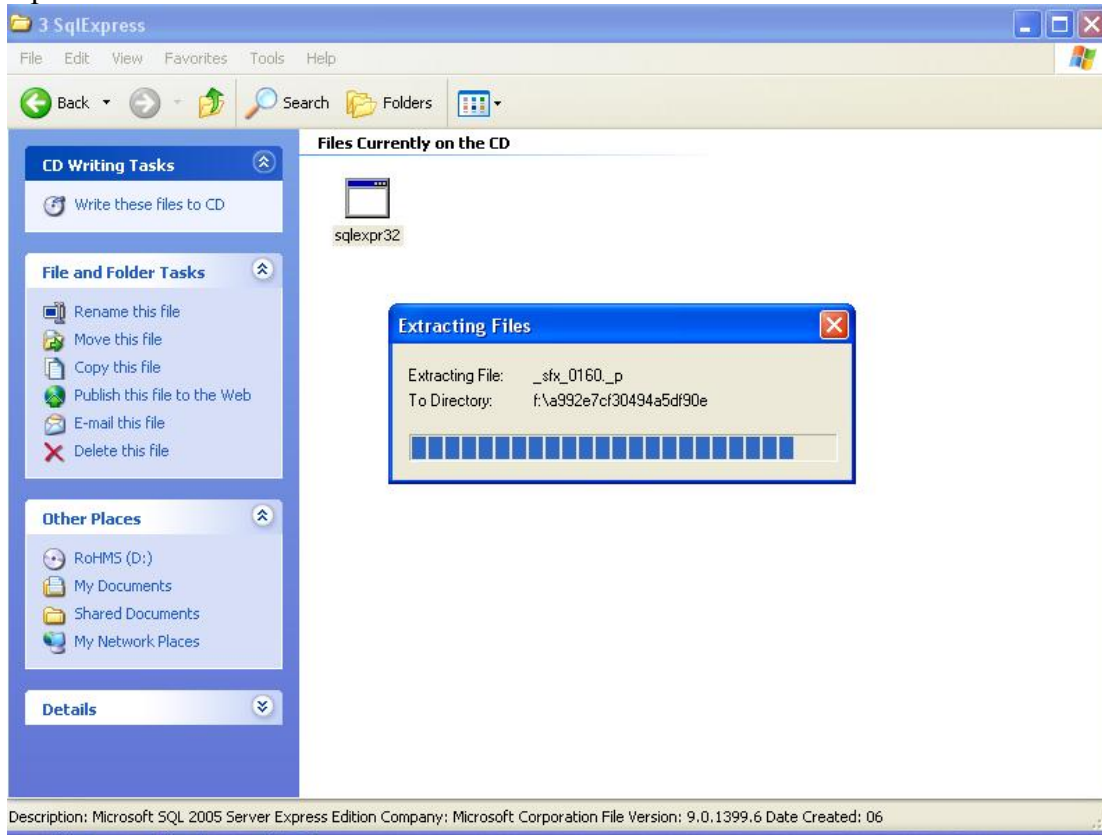 3 SqlExpress
File Edit View Favorites Tools Help
Back Search Folders
Files Currently on the CD
CD Writing Tasks
Write these files to CD
sqlexpr32
File and Folder Tasks
Rename this file
Move this file
Copy this file
Publish this file to the Web
E-mail this file
Delete this file
Extracting Files
Extracting File: _sfx_0160._p
To Directory: f:\a992e7cf30494a5df90e
Other Places
RoHMS (D:)
My Documents
Shared Documents
My Network Places
Details
Description: Microsoft SQL 2005 Server Express Edition Company: Microsoft Corporation File Version: 9.0.1399.6 Date Created: 06